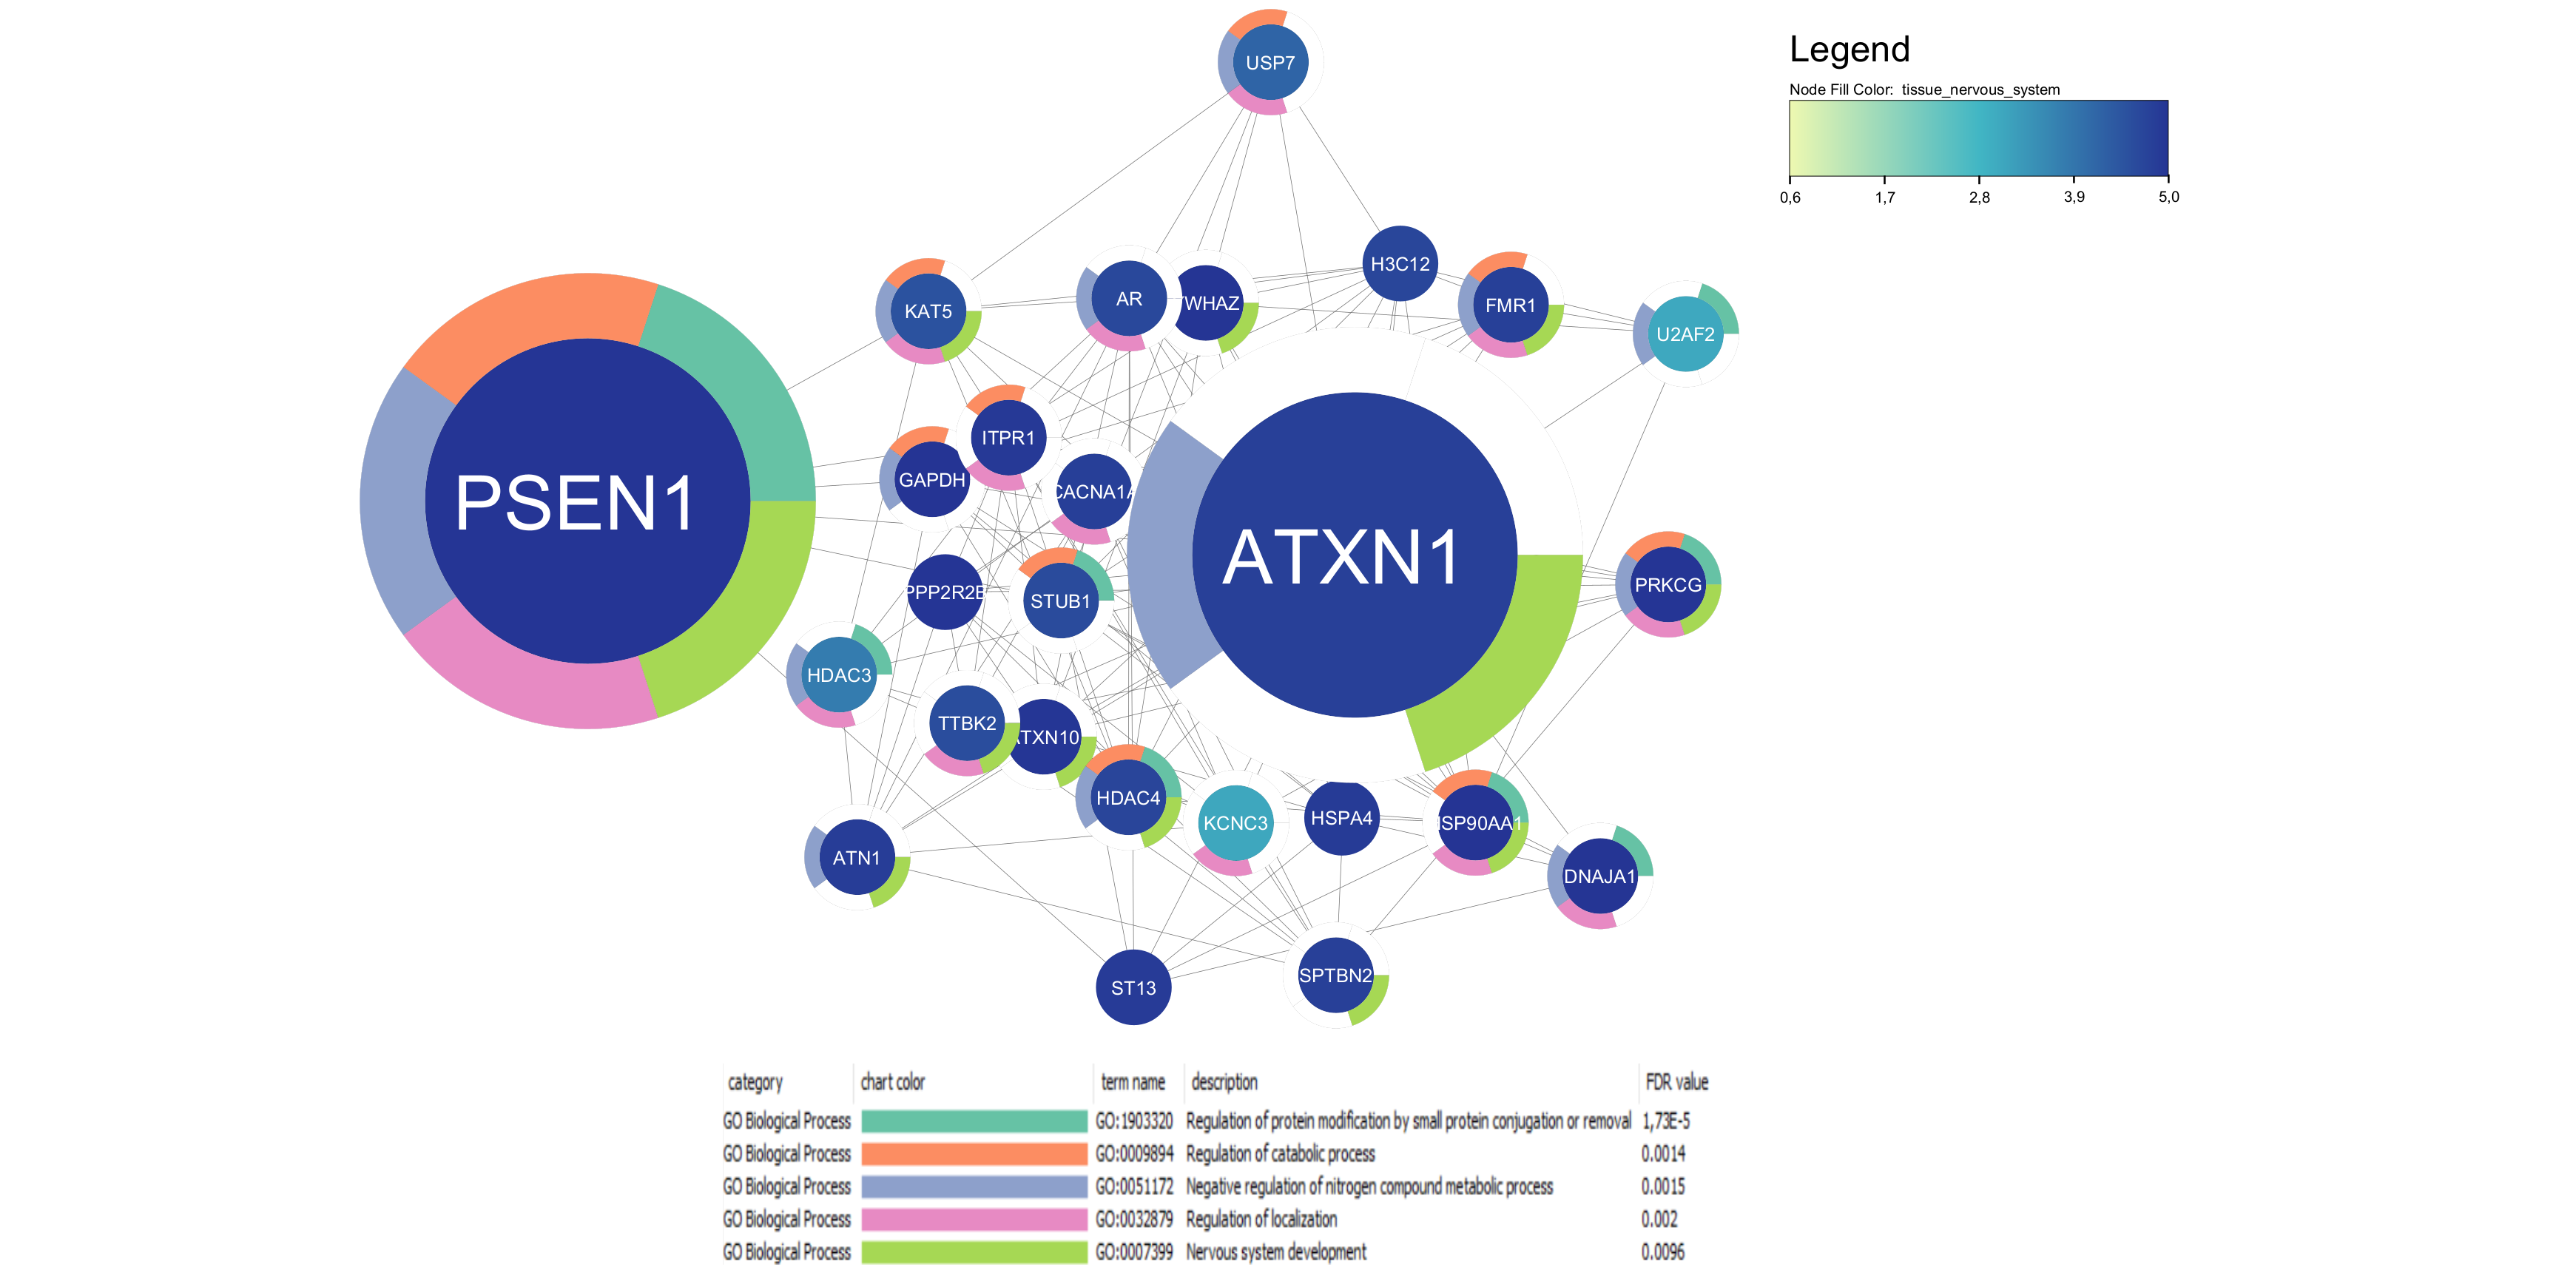 Legend
Node Fill Color: tissue_nervous_system
0,6 1,7 2,8 3,9 5,0
USP7
H3C12
KAT5
AR
WHAZ
FMR1
U2AF2
ITPR1
GAPDH
CACNA1A
PSEN1
ATXN1
PPP2R2B
STUB1
PRKCG
HDAC3
TTBK2
ATXN10
HDAC4
KCNC3
HSPA4
SP90AA1
ATN1
DNAJA1
ST13
SPTBN2
category chart color term name description FDR value
GO Biological Process GO:1903320 Regulation of protein modification by small protein conjugation or removal 1,73E-5
GO Biological Process GO:0009894 Regulation of catabolic process 0.0014
GO Biological Process GO:0051172 Negative regulation of nitrogen compound metabolic process 0.0015
GO Biological Process GO:0032879 Regulation of localization 0.002
GO Biological Process GO:0007399 Nervous system development 0.0096